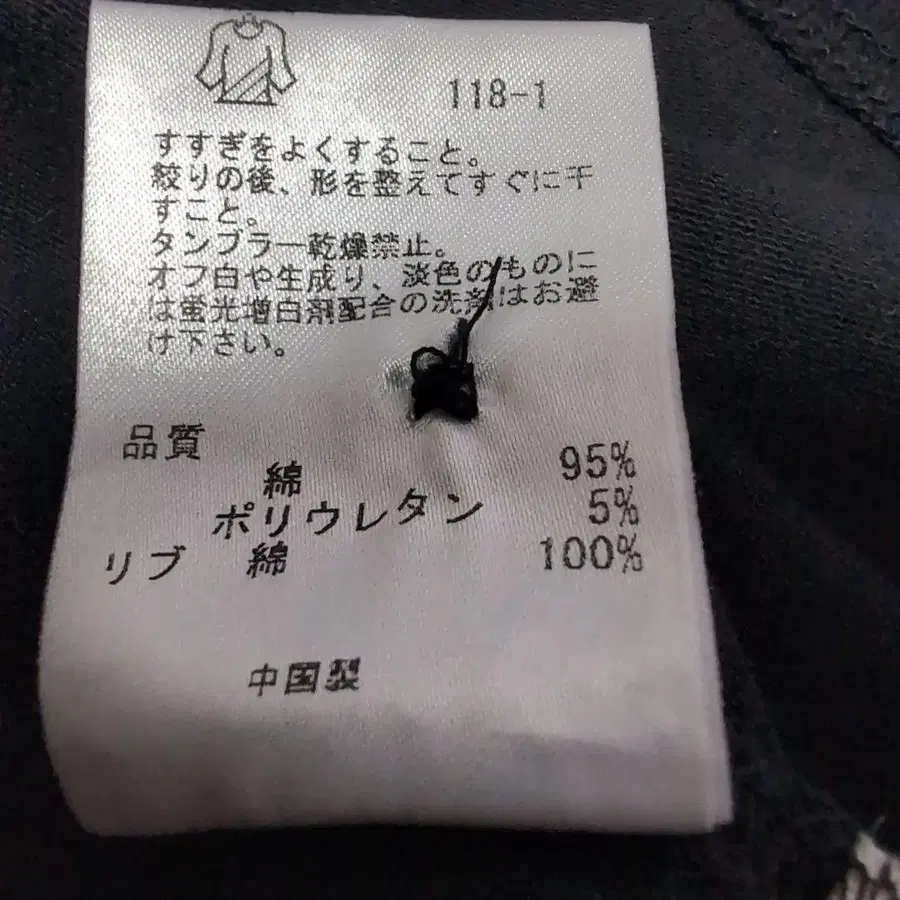 118-1
すすぎをよくすること。
絞りの後、形を整えてすぐに干
すこと。
タンブラー乾燥禁止。
オフ白や生成り、淡色のものに
は蛍光増白剤配合の洗剤はお避
け下さい。
品質
綿 95%
ポリウレタン 5%
リブ 綿 100%
中国製